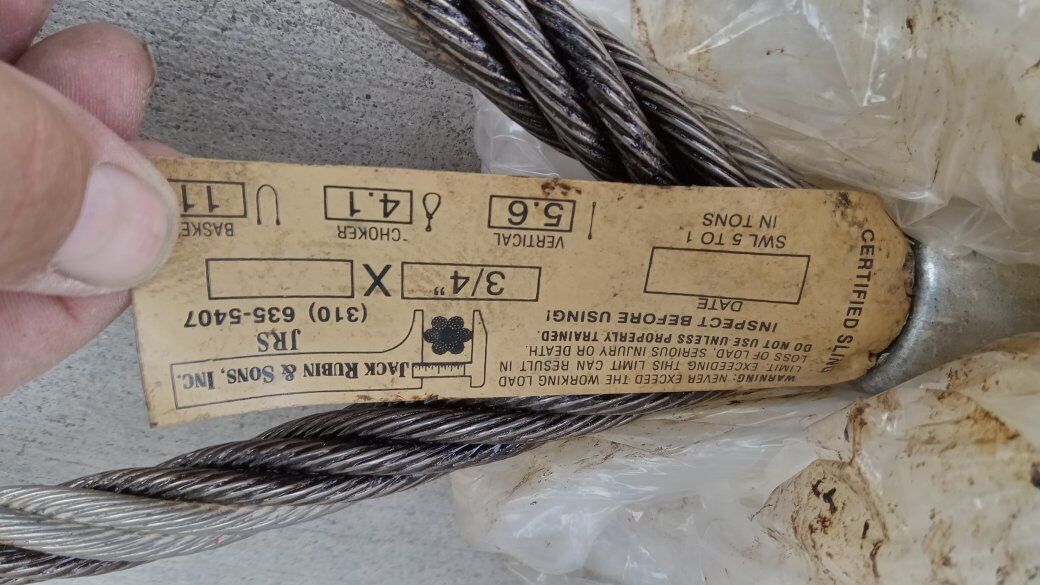 CERTIFIED SLING
WARNING: NEVER EXCEED THE WORKING LOAD
LIMIT. EXCEEDING THIS LIMIT CAN RESULT IN
LOSS OF LOAD, SERIOUS INJURY OR DEATH.
DO NOT USE UNLESS PROPERLY TRAINED.
INSPECT BEFORE USING!
JACK RUBIN & SONS, INC.
JRS
(310) 635-5407
DATE
3/4" X
SWL 5 TO 1
IN TONS
VERTICAL
5.6
CHOKER
4.1
BASKE
11